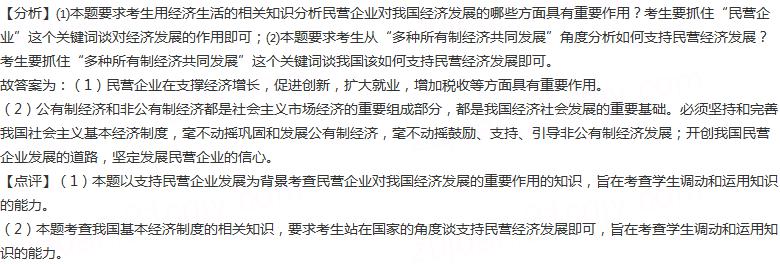 【分析】⑴本题要求考生用经济生活的相关知识分析民营企业对我国经济发展的哪些方面具有重要作用？考生要抓住“民营企
业”这个关键词谈对经济发展的作用即可；⑵本题要求考生从“多种所有制经济共同发展”角度分析如何支持民营经济发展？
考生要抓住“多种所有制经济共同发展”这个关键词谈我国该如何支持民营经济发展即可。
故答案为：（1）民营企业在支撑经济增长，促进创新，扩大就业，增加税收等方面具有重要作用。
（2）公有制经济和非公有制经济都是社会主义市场经济的重要组成部分，都是我国经济社会发展的重要基础。必须坚持和完善
我国社会主义基本经济制度，毫不动摇巩固和发展公有制经济，毫不动摇鼓励、支持、引导非公有制经济发展；开创我国民营
企业发展的道路，坚定发展民营企业的信心。
【点评】（1）本题以支持民营企业发展为背景考查民营企业对我国经济发展的重要作用的知识，旨在考查学生调动和运用知识
的能力。
（2）本题考查我国基本经济制度的相关知识，要求考生站在国家的角度谈支持民营经济发展即可，旨在考查学生调动和运用知
识的能力。